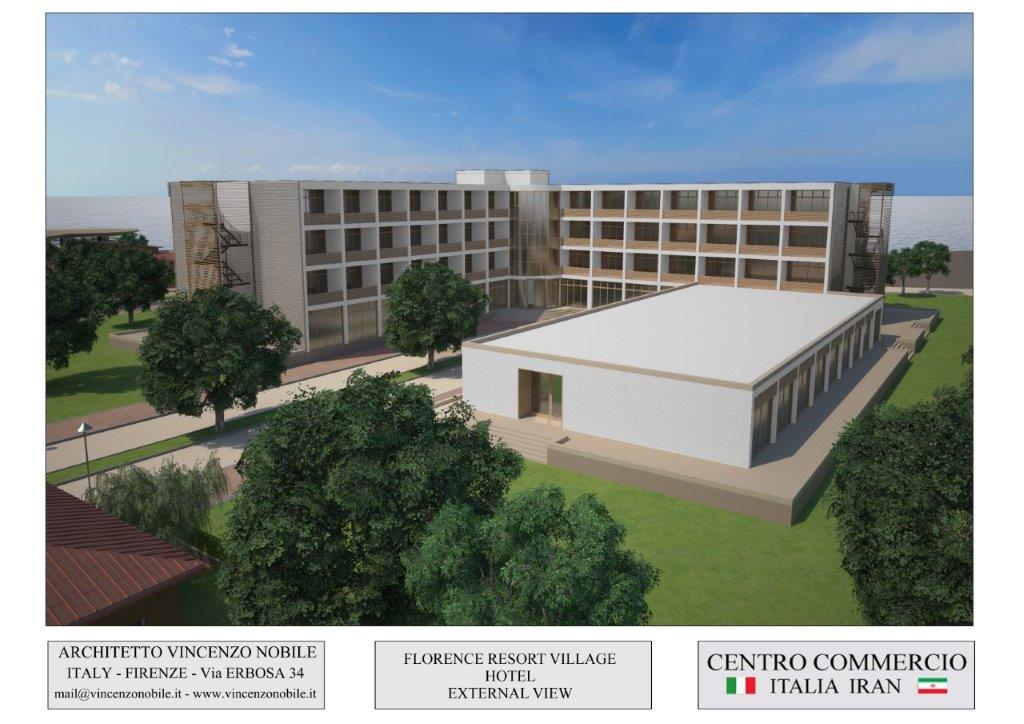 ARCHITETTO VINCENZO NOBILE
ITALY - FIRENZE - Via ERBOSA 34
mail@vincenzonobile.it - www.vincenzonobile.it
FLORENCE RESORT VILLAGE
HOTEL
EXTERNAL VIEW
CENTRO COMMERCIO
ITALIA IRAN